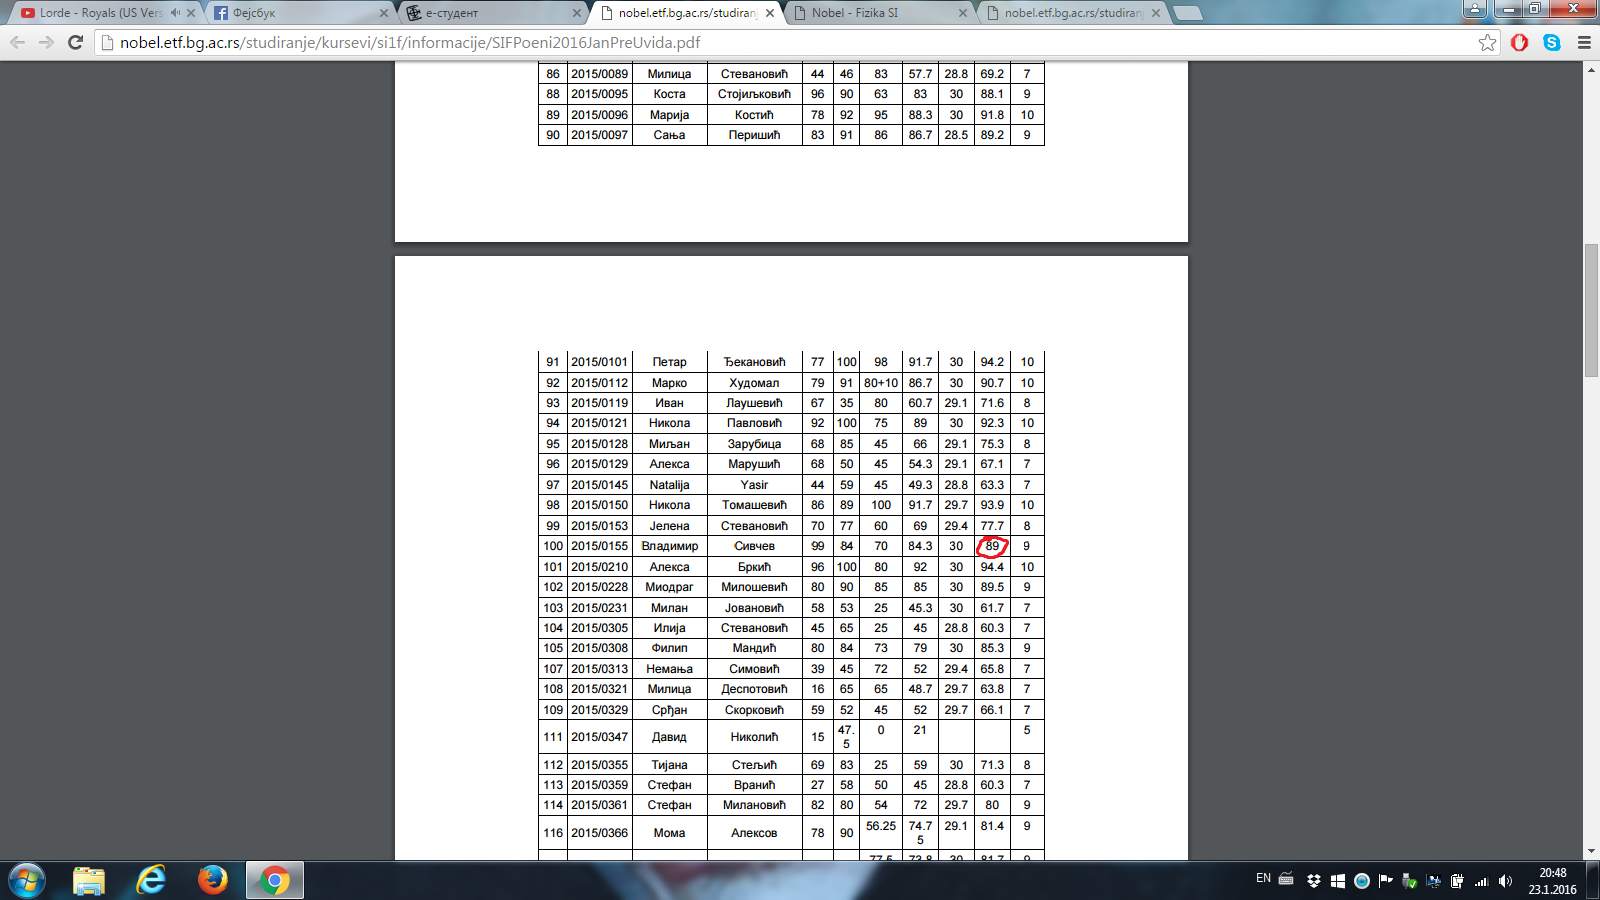 Lorde - Royals (US Vers
Фејсбук
е-студент
nobel.etf.bg.ac.rs/studiran
Nobel - Fizika SI
nobel.etf.bg.ac.rs/studiran
nobel.etf.bg.ac.rs/studiranje/kursevi/si1f/informacije/SIFPoeni2016JanPreUvida.pdf
86 2015/0089 Милица Стевановић 44 46 83 57.7 28.8 69.2 7
88 2015/0095 Коста Стојиљковић 96 90 63 83 30 88.1 9
89 2015/0096 Марија Костић 78 92 95 88.3 30 91.8 10
90 2015/0097 Сања Перишић 83 91 86 86.7 28.5 89.2 9
91 2015/0101 Петар Ђекановић 77 100 98 91.7 30 94.2 10
92 2015/0112 Марко Худомал 79 91 80+10 86.7 30 90.7 10
93 2015/0119 Иван Лаушевић 67 35 80 60.7 29.1 71.6 8
94 2015/0121 Никола Павловић 92 100 75 89 30 92.3 10
95 2015/0128 Миљан Зарубица 68 85 45 66 29.1 75.3 8
96 2015/0129 Алекса Марушић 68 50 45 54.3 29.1 67.1 7
97 2015/0145 Natalija Yasir 44 59 45 49.3 28.8 63.3 7
98 2015/0150 Никола Томашевић 86 89 100 91.7 29.7 93.9 10
99 2015/0153 Јелена Стевановић 70 77 60 69 29.4 77.7 8
100 2015/0155 Владимир Сивчев 99 84 70 84.3 30 89 9
101 2015/0210 Алекса Бркић 96 100 80 92 30 94.4 10
102 2015/0228 Миодраг Милошевић 80 90 85 85 30 89.5 9
103 2015/0231 Милан Јовановић 58 53 25 45.3 30 61.7 7
104 2015/0305 Илија Стевановић 45 65 25 45 28.8 60.3 7
105 2015/0308 Филип Мандић 80 84 73 79 30 85.3 9
107 2015/0313 Немања Симовић 39 45 72 52 29.4 65.8 7
108 2015/0321 Милица Деспотовић 16 65 65 48.7 29.7 63.8 7
109 2015/0329 Срђан Скорковић 59 52 45 52 29.7 66.1 7
111 2015/0347 Давид Николић 15 47.5 0 21 5
112 2015/0355 Тијана Стељић 69 83 25 59 30 71.3 8
113 2015/0359 Стефан Вранић 27 58 50 45 28.8 60.3 7
114 2015/0361 Стефан Милановић 82 80 54 72 29.7 80 9
116 2015/0366 Мома Алексов 78 90 56.25 74.75 29.1 81.4 9
77.5 73.8 30 81.7 9
EN
20:48
23.1.2016